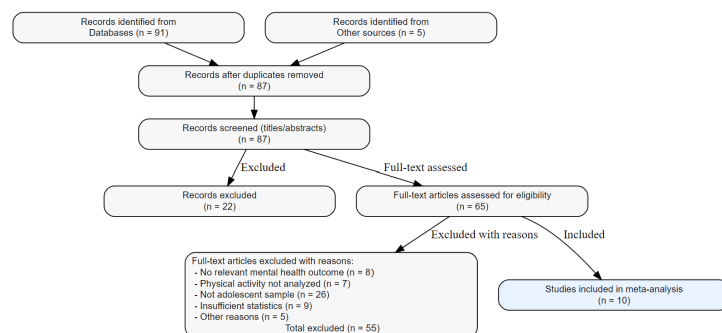 Records identified from
Databases (n = 91)
Records identified from
Other sources (n = 5)
Records after duplicates removed
(n = 87)
Records screened (titles/abstracts)
(n = 87)
Excluded
Full-text assessed
Records excluded
(n = 22)
Full-text articles assessed for eligibility
(n = 65)
Excluded with reasons
Included
Full-text articles excluded with reasons:
- No relevant mental health outcome (n = 8)
- Physical activity not analyzed (n = 7)
- Not adolescent sample (n = 26)
- Insufficient statistics (n = 9)
- Other reasons (n = 5)
Total excluded (n = 55)
Studies included in meta-analysis
(n = 10)